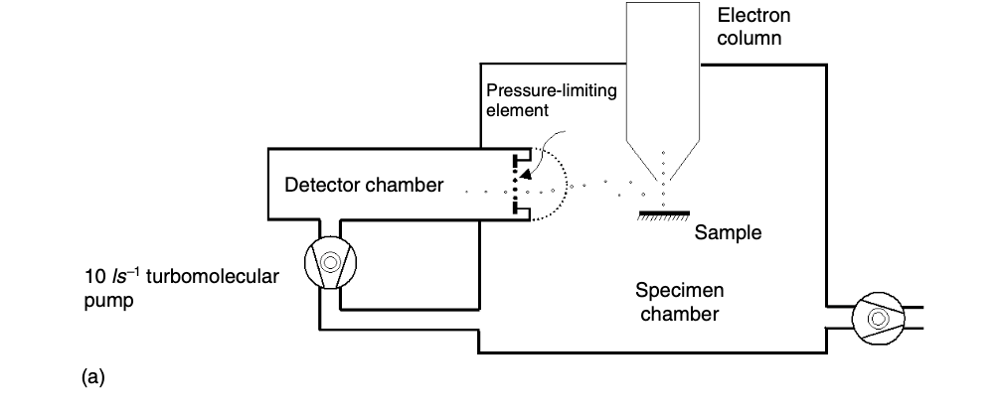 Electron
column
Pressure-limiting
element
Detector chamber
Sample
10 ls⁻¹ turbomolecular
pump
Specimen
chamber
(a)